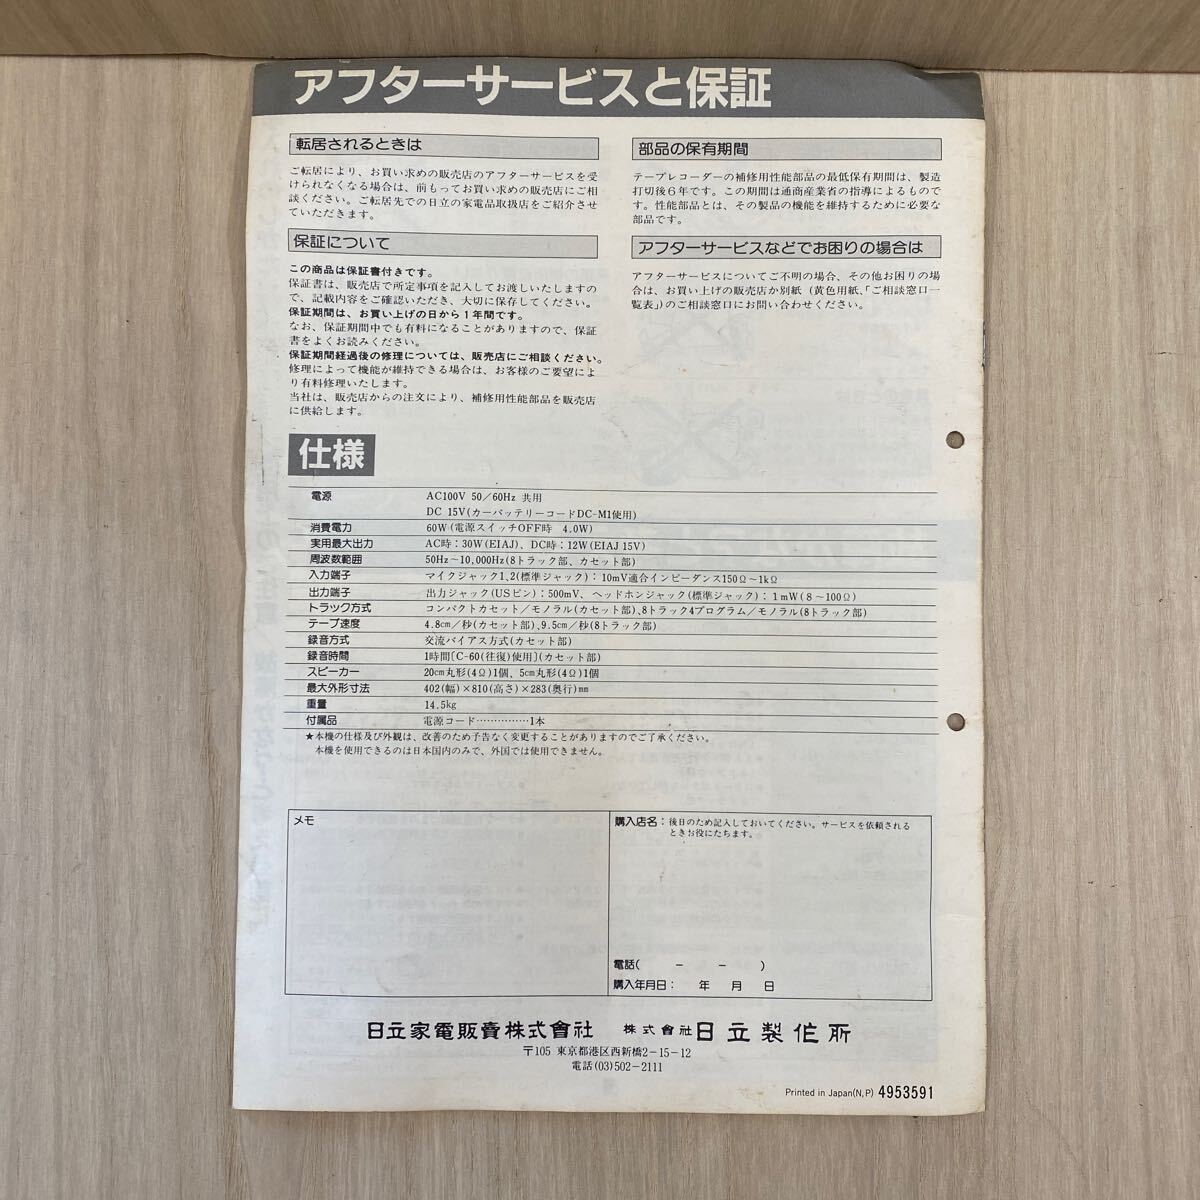 アフターサービスと保証
転居されるときは
ご転居により、お買い求めの販売店のアフターサービスを受
けられなくなる場合は、前もってお買い求めの販売店にご相
談ください。ご転居先での日立の家電品取扱店をご紹介させ
ていただきます。
保証について
この商品は保証書付きです。
保証書は、販売店で所定事項を記入してお渡しいたしますの
で、記載内容をご確認いただき、大切に保存してください。
保証期間は、お買い上げの日から1年間です。
なお、保証期間中でも有料になることがありますので、保証
書をよくお読みください。
保証期間経過後の修理については、販売店にご相談ください。
修理によって機能が維持できる場合は、お客様のご要望によ
り有料修理いたします。
当社は、販売店からの注文により、補修用性能部品を販売店
に供給します。
部品の保有期間
テープレコーダーの補修用性能部品の最低保有期間は、製造
打切後6年です。この期間は通商産業省の指導によるもので
す。性能部品とは、その製品の機能を維持するために必要な
部品です。
アフターサービスなどでお困りの場合は
アフターサービスについてご不明の場合、その他お困りの場
合は、お買い上げの販売店か別紙(黄色用紙、「ご相談窓口一
覧表」)のご相談窓口にお問い合わせください。
仕様
電源 AC100V 50/60Hz 共用
DC 15V(カーバッテリーコードDC-M1使用)
消費電力 60W(電源スイッチOFF時 4.0W)
実用最大出力 AC時:30W(EIAJ)、DC時:12W(EIAJ 15V)
周波数範囲 50Hz~10,000Hz(8トラック部、カセット部)
入力端子 マイクジャック1,2(標準ジャック):10mV適合インピーダンス150Ω~1kΩ
出力端子 出力ジャック(USピン):500mV、ヘッドホンジャック(標準ジャック):1mW(8~100Ω)
トラック方式 コンパクトカセット/モノラル(カセット部)、8トラック4プログラム/モノラル(8トラック部)
テープ速度 4.8cm/秒(カセット部)、9.5cm/秒(8トラック部)
録音方式 交流バイアス方式(カセット部)
録音時間 1時間[C-60(往復)使用](カセット部)
スピーカー 20cm丸形(4Ω)1個、5cm丸形(4Ω)1個
最大外形寸法 402(幅)×810(高さ)×283(奥行)mm
重量 14.5kg
付属品 電源コード……………1本
★本機の仕様及び外観は、改善のため予告なく変更することがありますのでご了承ください。
本機を使用できるのは日本国内のみで、外国では使用できません。
メモ
購入店名:後日のため記入しておいてください。サービスを依頼される
ときお役にたちます。
電話( - - )
購入年月日: 年 月 日
日立家電販賣株式會社 株式會社日立製作所
〒105 東京都港区西新橋2-15-12
電話(03)502-2111
Printed in Japan(N,P) 4953591